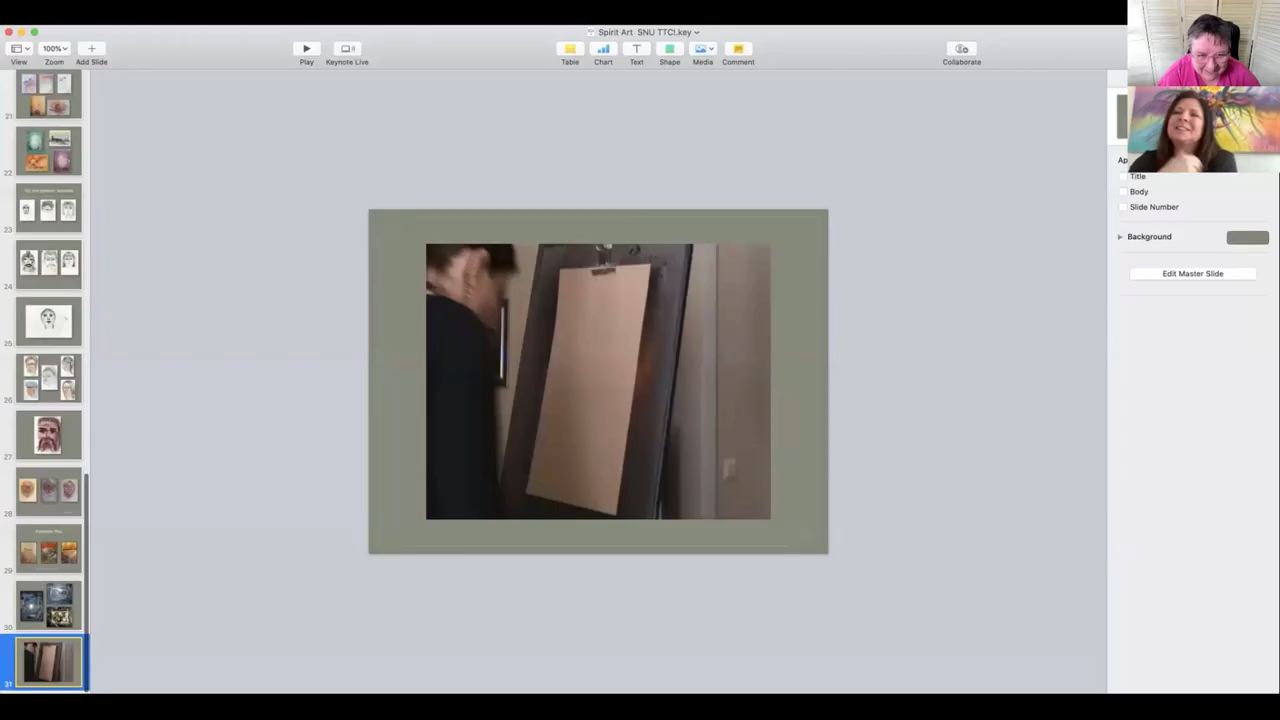 Spirit Art SNU TTC!.key
100%
View
Zoom
Add Slide
Play
Keynote Live
Table
Chart
Text
Shape
Media
Comment
Collaborate
21
22
23
24
25
26
27
28
29
30
31
Title
Body
Slide Number
Background
Edit Master Slide